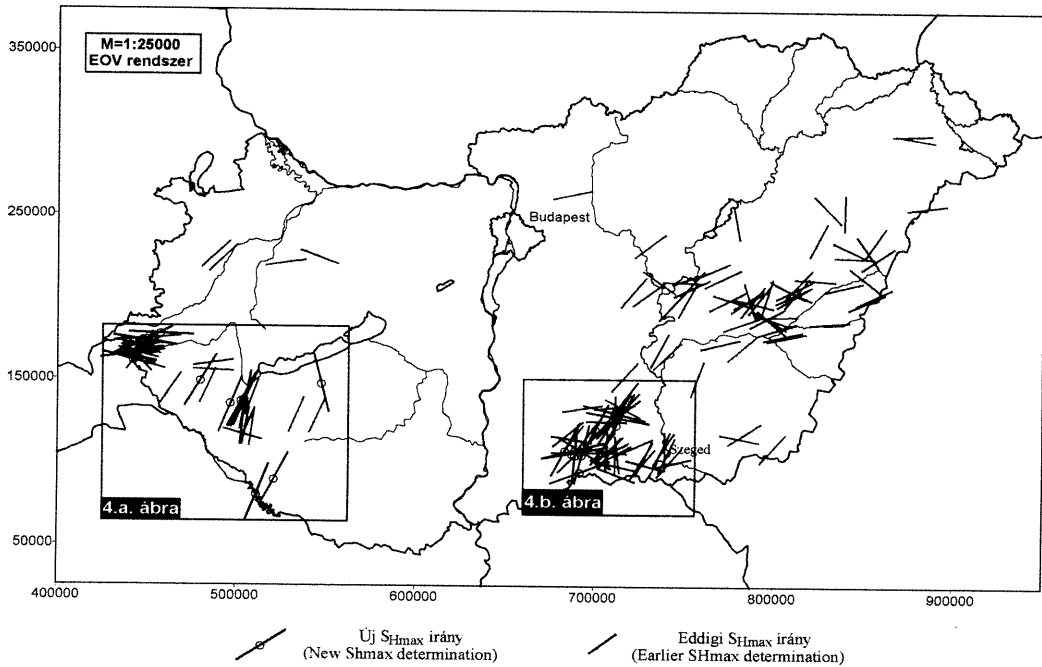 350000
M=1:25000
EOV rendszer
250000
Budapest
150000
Szeged
4.a. ábra
4.b. ábra
50000
400000 500000 600000 700000 800000 900000
Új SHmax irány
(New Shmax determination)
Eddigi SHmax irány
(Earlier SHmax determination)